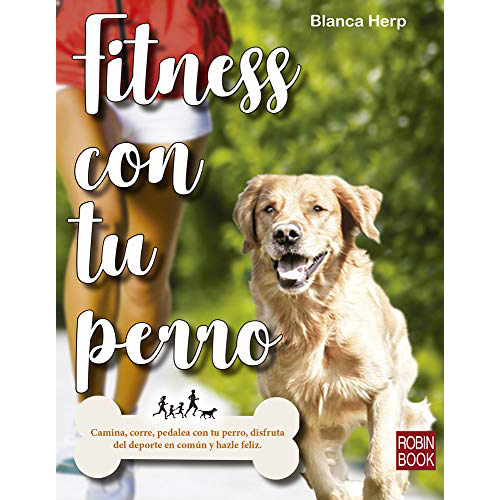 Blanca Herp
Fitness
con
tu
perro
Camina, corre, pedalea con tu perro, disfruta
del deporte en común y hazle feliz.
ROBIN
BOOK